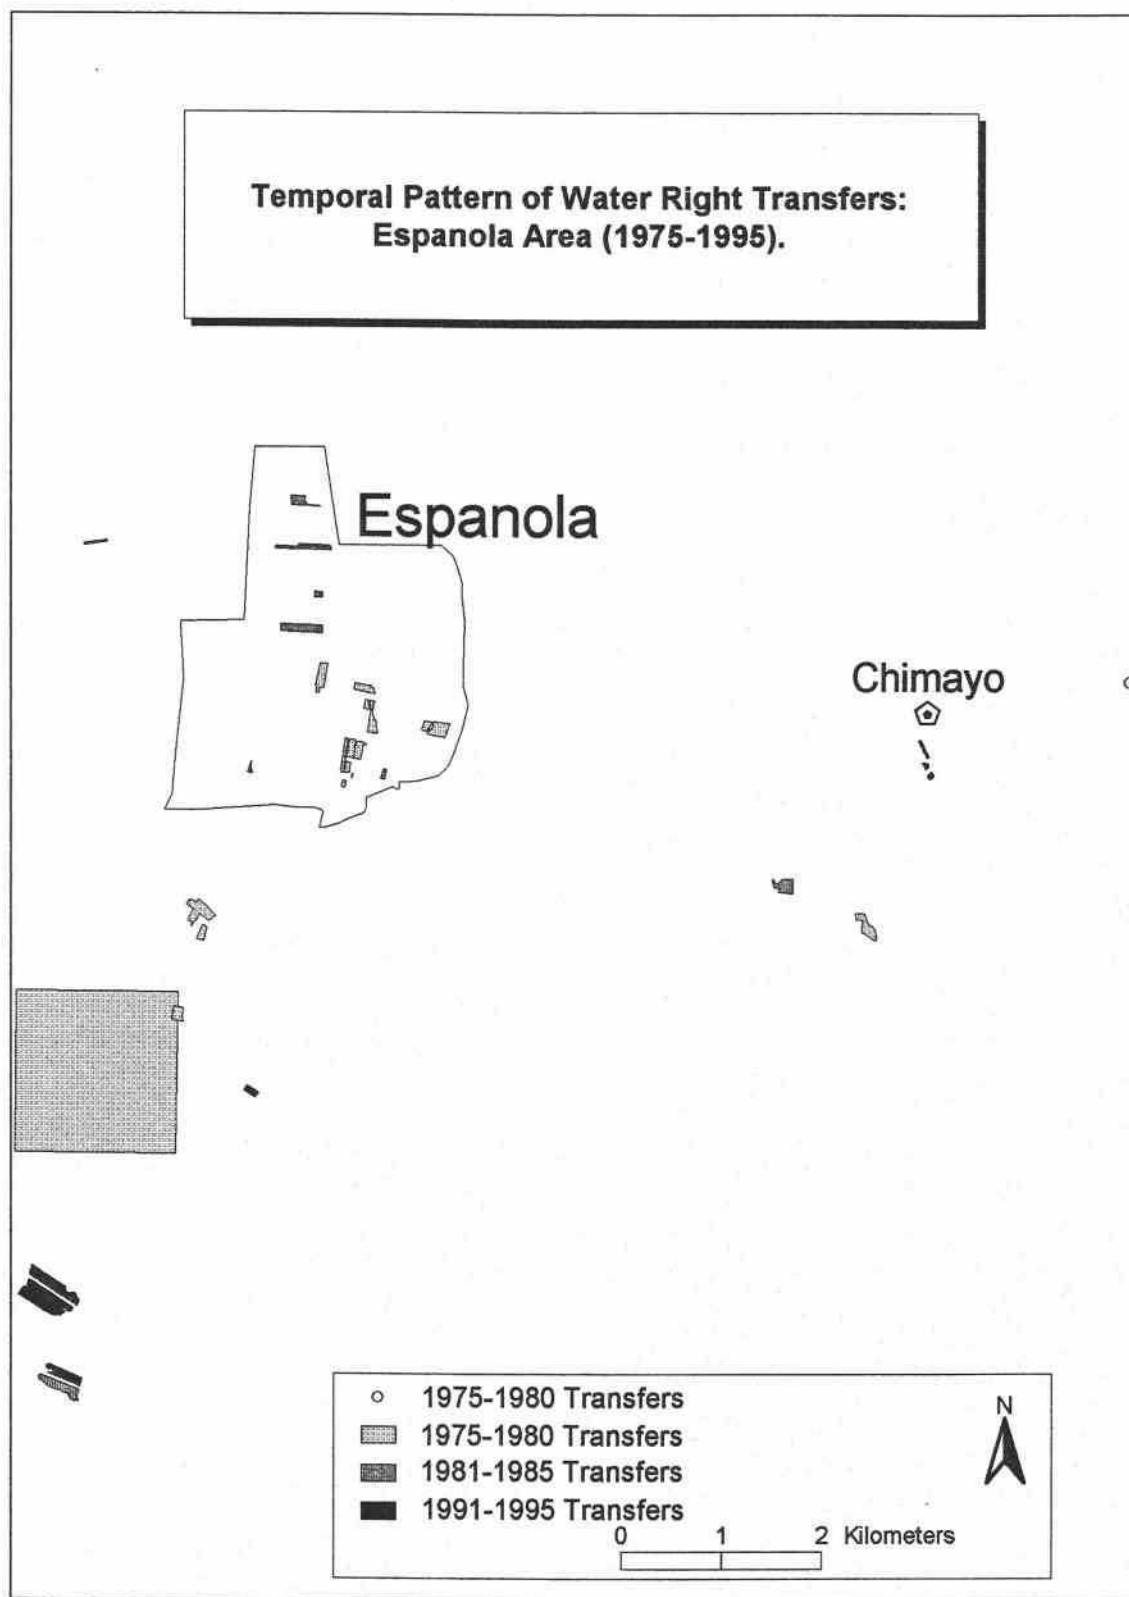 Temporal Pattern of Water Right Transfers:
Espanola Area (1975-1995).
Espanola
Chimayo
1975-1980 Transfers
1975-1980 Transfers
1981-1985 Transfers
1991-1995 Transfers
N
0 1 2 Kilometers